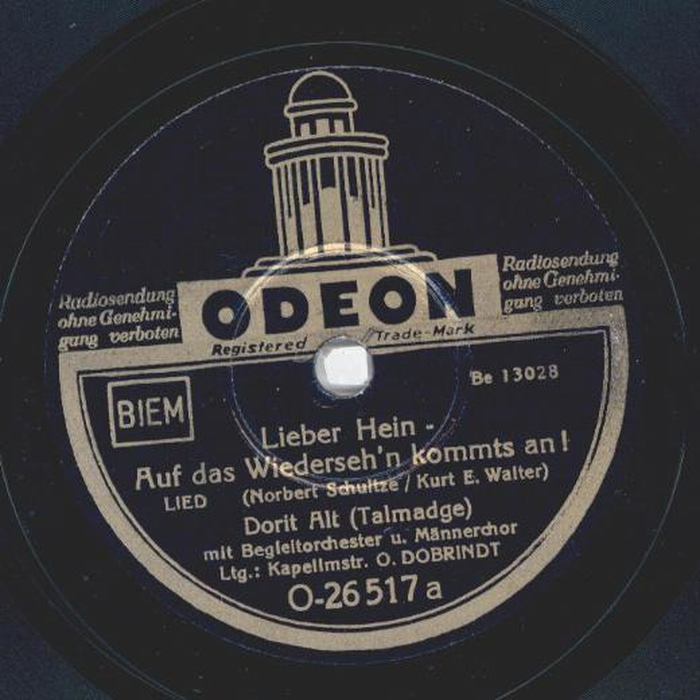 Radiosendung
ohne Genehmi-
gung verboten
ODEON
Radiosendung
ohne Genehmi-
gung verboten
Registered Trade-Mark
BIEM
Be 13028
Lieber Hein -
Auf das Wiederseh'n kommts an!
LIED (Norbert Schultze / Kurt E. Walter)
Dorit Alt (Talmadge)
mit Begleitorchester u. Männerchor
Ltg.: Kapellmstr. O. DOBRINDT
O-26517a